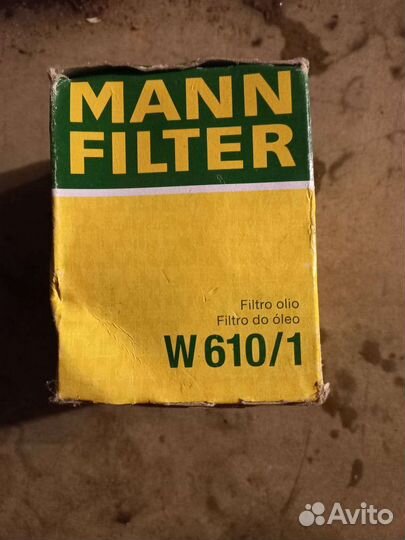 MANN
FILTER
Filtro olio
Filtro do óleo
W 610/1
Avito